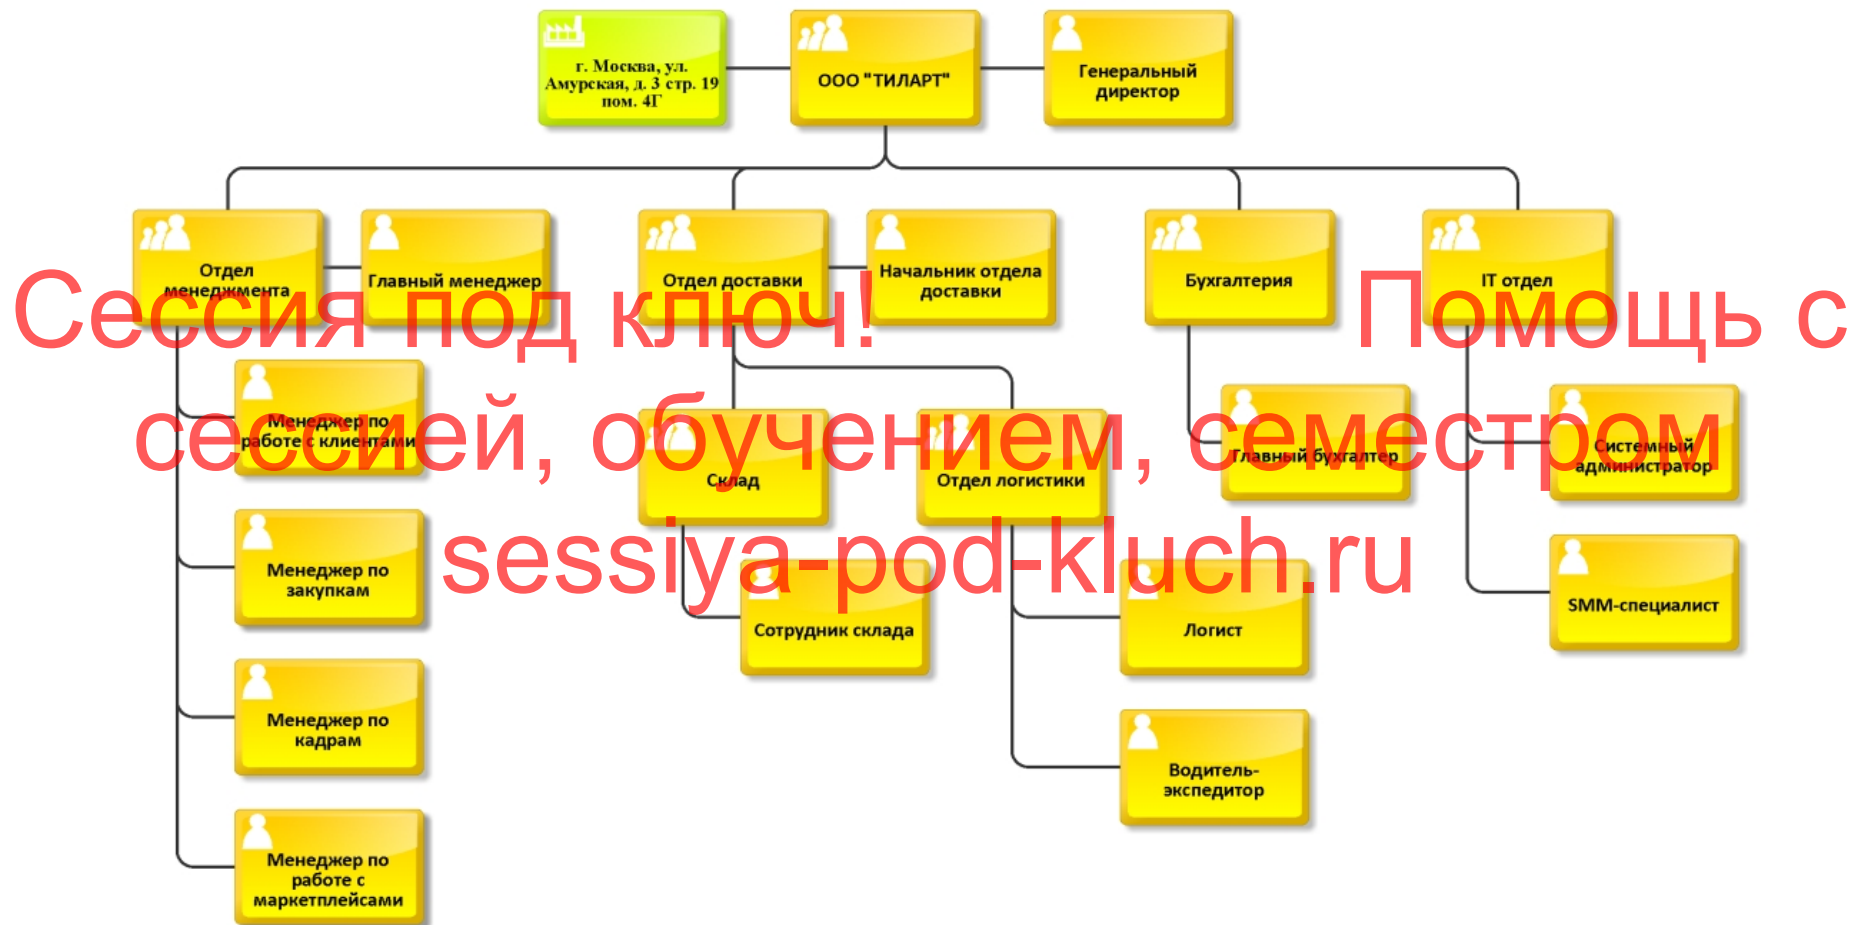 г. Москва, ул.
Амурская, д. 3 стр. 19
пом. 4Г
ООО "ТИЛАРТ"
Генеральный
директор
Отдел
менеджмента
Главный менеджер
Отдел доставки
Начальник отдела
доставки
Бухгалтерия
IT отдел
Сессия под ключ! Помощь с
сессией, обучением, семестром
sessiya-pod-kluch.ru
Менеджер по
работе с клиентами
Менеджер по
закупкам
Менеджер по
кадрам
Менеджер по
работе с
маркетплейсами
Склад
Сотрудник склада
Отдел логистики
Логист
Водитель-
экспедитор
Главный бухгалтер
Системный
администратор
SMM-специалист